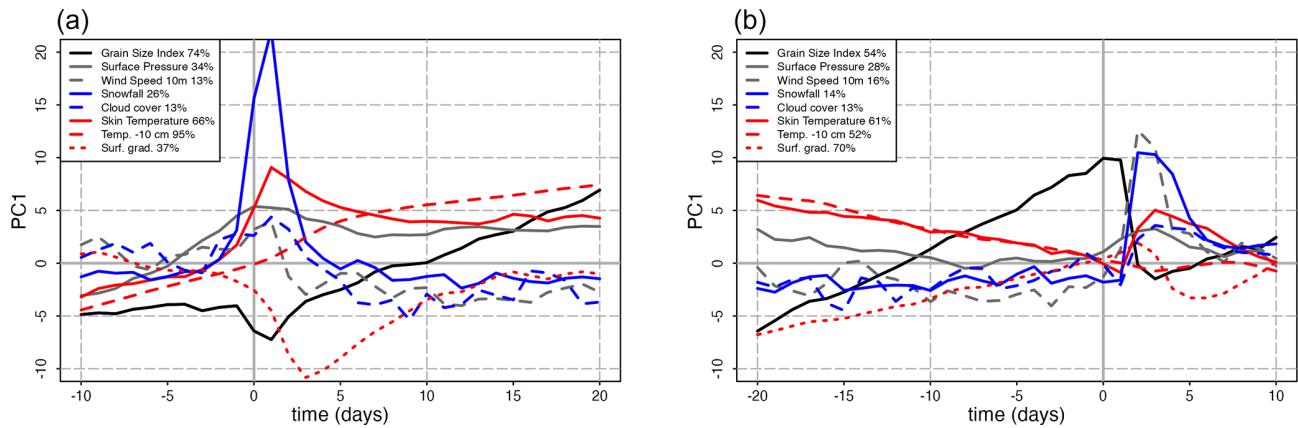 (a)
20
15
10
5
0
-5
-10
PC1
Grain Size Index 74%
Surface Pressure 34%
Wind Speed 10m 13%
Snowfall 26%
Cloud cover 13%
Skin Temperature 66%
Temp. -10 cm 95%
Surf. grad. 37%
-10 -5 0 5 10 15 20
time (days)
(b)
20
15
10
5
0
-5
-10
PC1
Grain Size Index 54%
Surface Pressure 28%
Wind Speed 10m 16%
Snowfall 14%
Cloud cover 13%
Skin Temperature 61%
Temp. -10 cm 52%
Surf. grad. 70%
-20 -15 -10 -5 0 5 10
time (days)